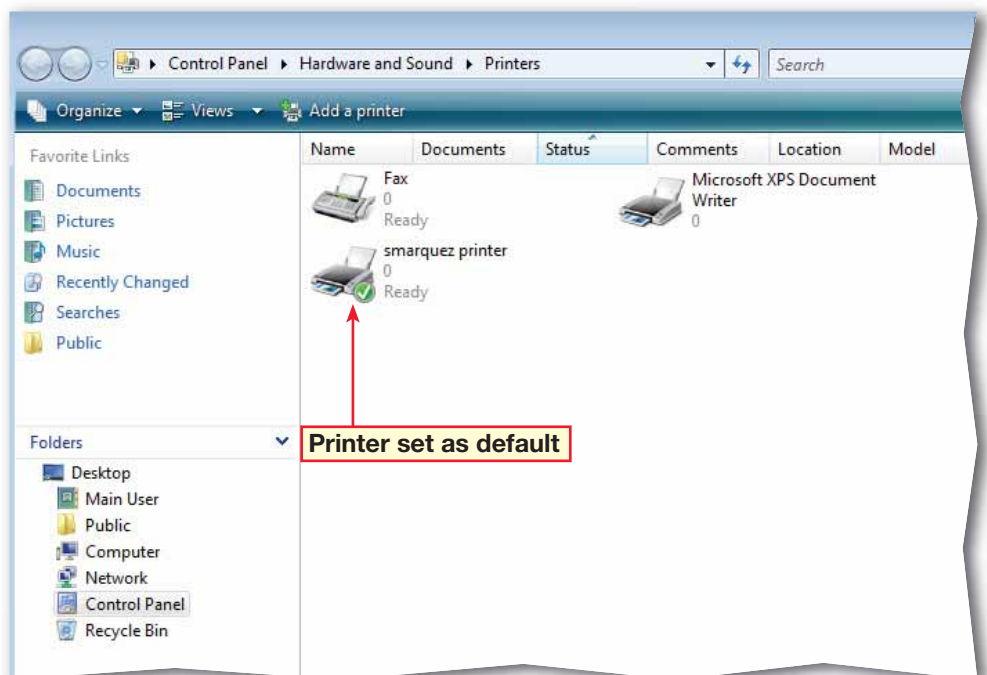 Control Panel ▸ Hardware and Sound ▸ Printers
Search
Organize
Views
Add a printer
Favorite Links
Documents
Pictures
Music
Recently Changed
Searches
Public
Folders
Desktop
Main User
Public
Computer
Network
Control Panel
Recycle Bin
Name Documents Status Comments Location Model
Fax
0
Ready
Microsoft XPS Document
Writer
0
smarquez printer
0
Ready
Printer set as default